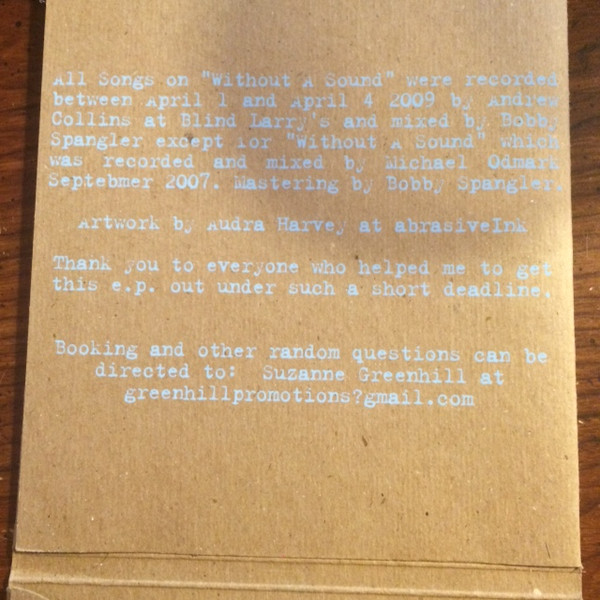 All Songs on "Without A Sound" were recorded
between April 1 and April 4 2009 by Andrew
Collins at Blind Larry's and mixed by Bobby
Spangler except for "Without A Sound" which
was recorded and mixed by Michael Odmark
Septebmer 2007. Mastering by Bobby Spangler.
Artwork by Audra Harvey at abrasiveInk
Thank you to everyone who helped me to get
this e.p. out under such a short deadline.
Booking and other random questions can be
directed to: Suzanne Greenhill at
greenhillpromotions?gmail.com